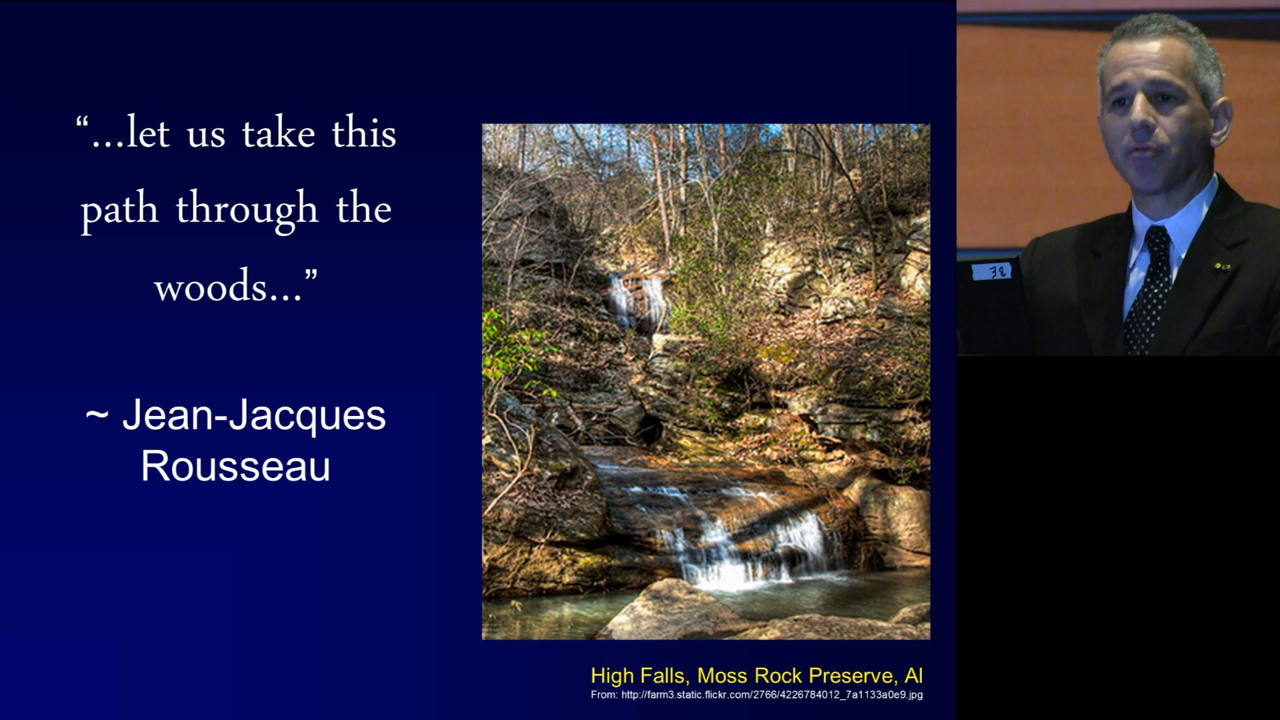 “...let us take this
path through the
woods...”
~ Jean-Jacques
Rousseau
High Falls, Moss Rock Preserve, Al
From: http://farm3.static.flickr.com/2766/4226784012_7a1133a0e9.jpg